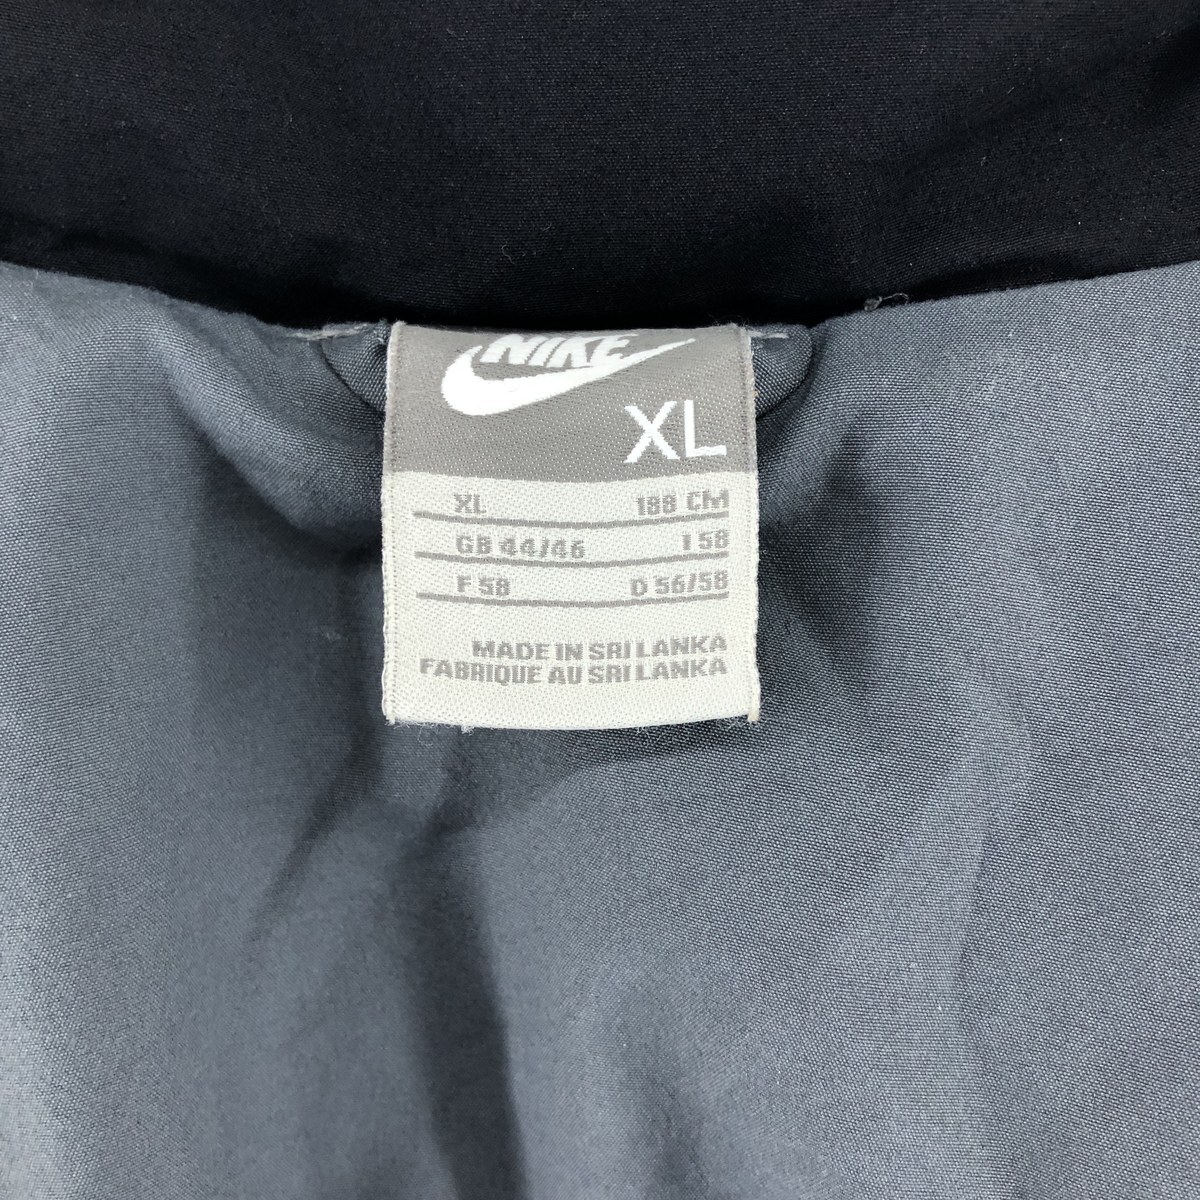 NIKE
XL
XL 188 CM
GB 44/46 I 58
F 58 D 56/58
MADE IN SRI LANKA
FABRIQUE AU SRI LANKA